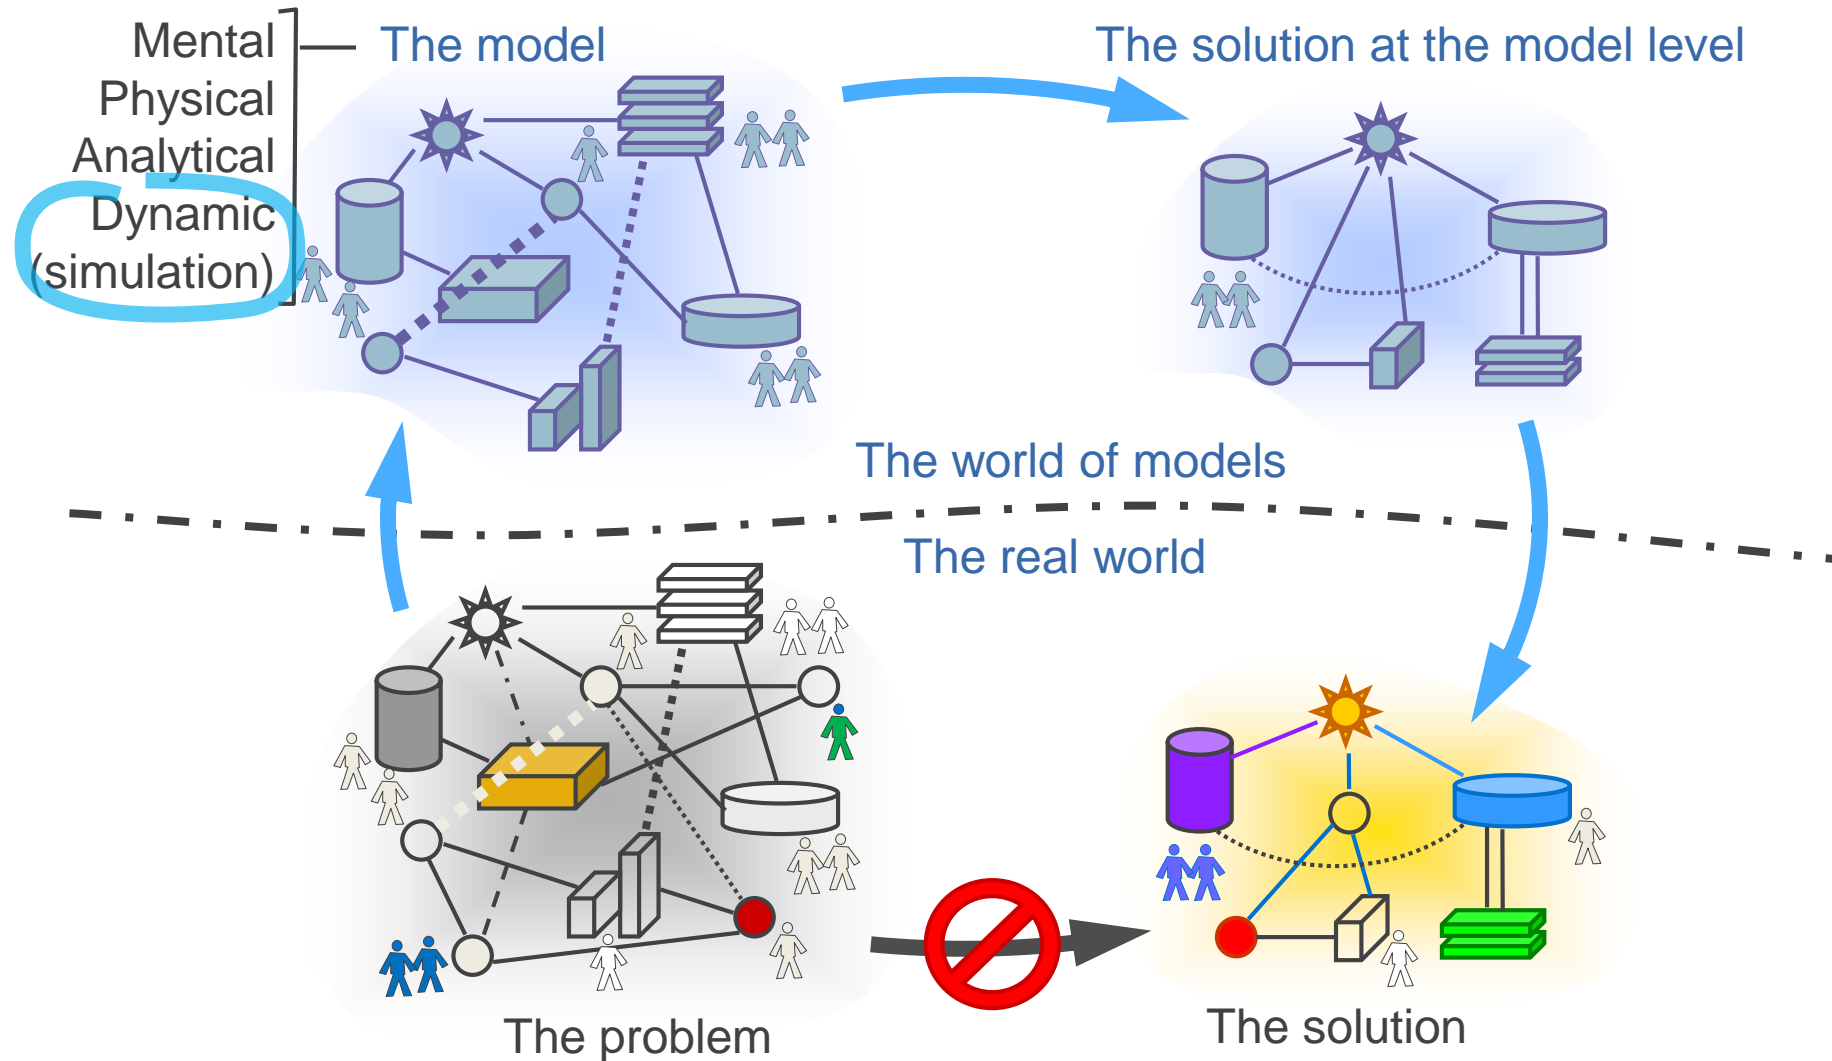 Mental
Physical
Analytical
Dynamic
(simulation)
The model
The solution at the model level
The world of models
The real world
The problem
The solution